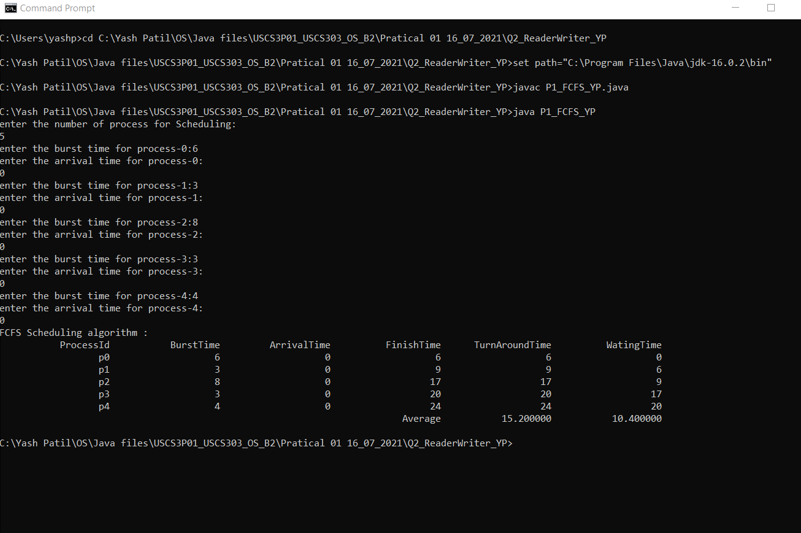 Command Prompt
C:\Users\yashp>cd C:\Yash Patil\OS\Java files\USCS3P01_USCS303_OS_B2\Pratical 01 16_07_2021\Q2_ReaderWriter_YP
C:\Yash Patil\OS\Java files\USCS3P01_USCS303_OS_B2\Pratical 01 16_07_2021\Q2_ReaderWriter_YP>set path="C:\Program Files\Java\jdk-16.0.2\bin"
C:\Yash Patil\OS\Java files\USCS3P01_USCS303_OS_B2\Pratical 01 16_07_2021\Q2_ReaderWriter_YP>javac P1_FCFS_YP.java
C:\Yash Patil\OS\Java files\USCS3P01_USCS303_OS_B2\Pratical 01 16_07_2021\Q2_ReaderWriter_YP>java P1_FCFS_YP
enter the number of process for Scheduling:
5
enter the burst time for process-0:6
enter the arrival time for process-0:
0
enter the burst time for process-1:3
enter the arrival time for process-1:
0
enter the burst time for process-2:8
enter the arrival time for process-2:
0
enter the burst time for process-3:3
enter the arrival time for process-3:
0
enter the burst time for process-4:4
enter the arrival time for process-4:
0
FCFS Scheduling algorithm :
ProcessId BurstTime ArrivalTime FinishTime TurnAroundTime WatingTime
p0 6 0 6 6 0
p1 3 0 9 9 6
p2 8 0 17 17 9
p3 3 0 20 20 17
p4 4 0 24 24 20
Average 15.200000 10.400000
C:\Yash Patil\OS\Java files\USCS3P01_USCS303_OS_B2\Pratical 01 16_07_2021\Q2_ReaderWriter_YP>